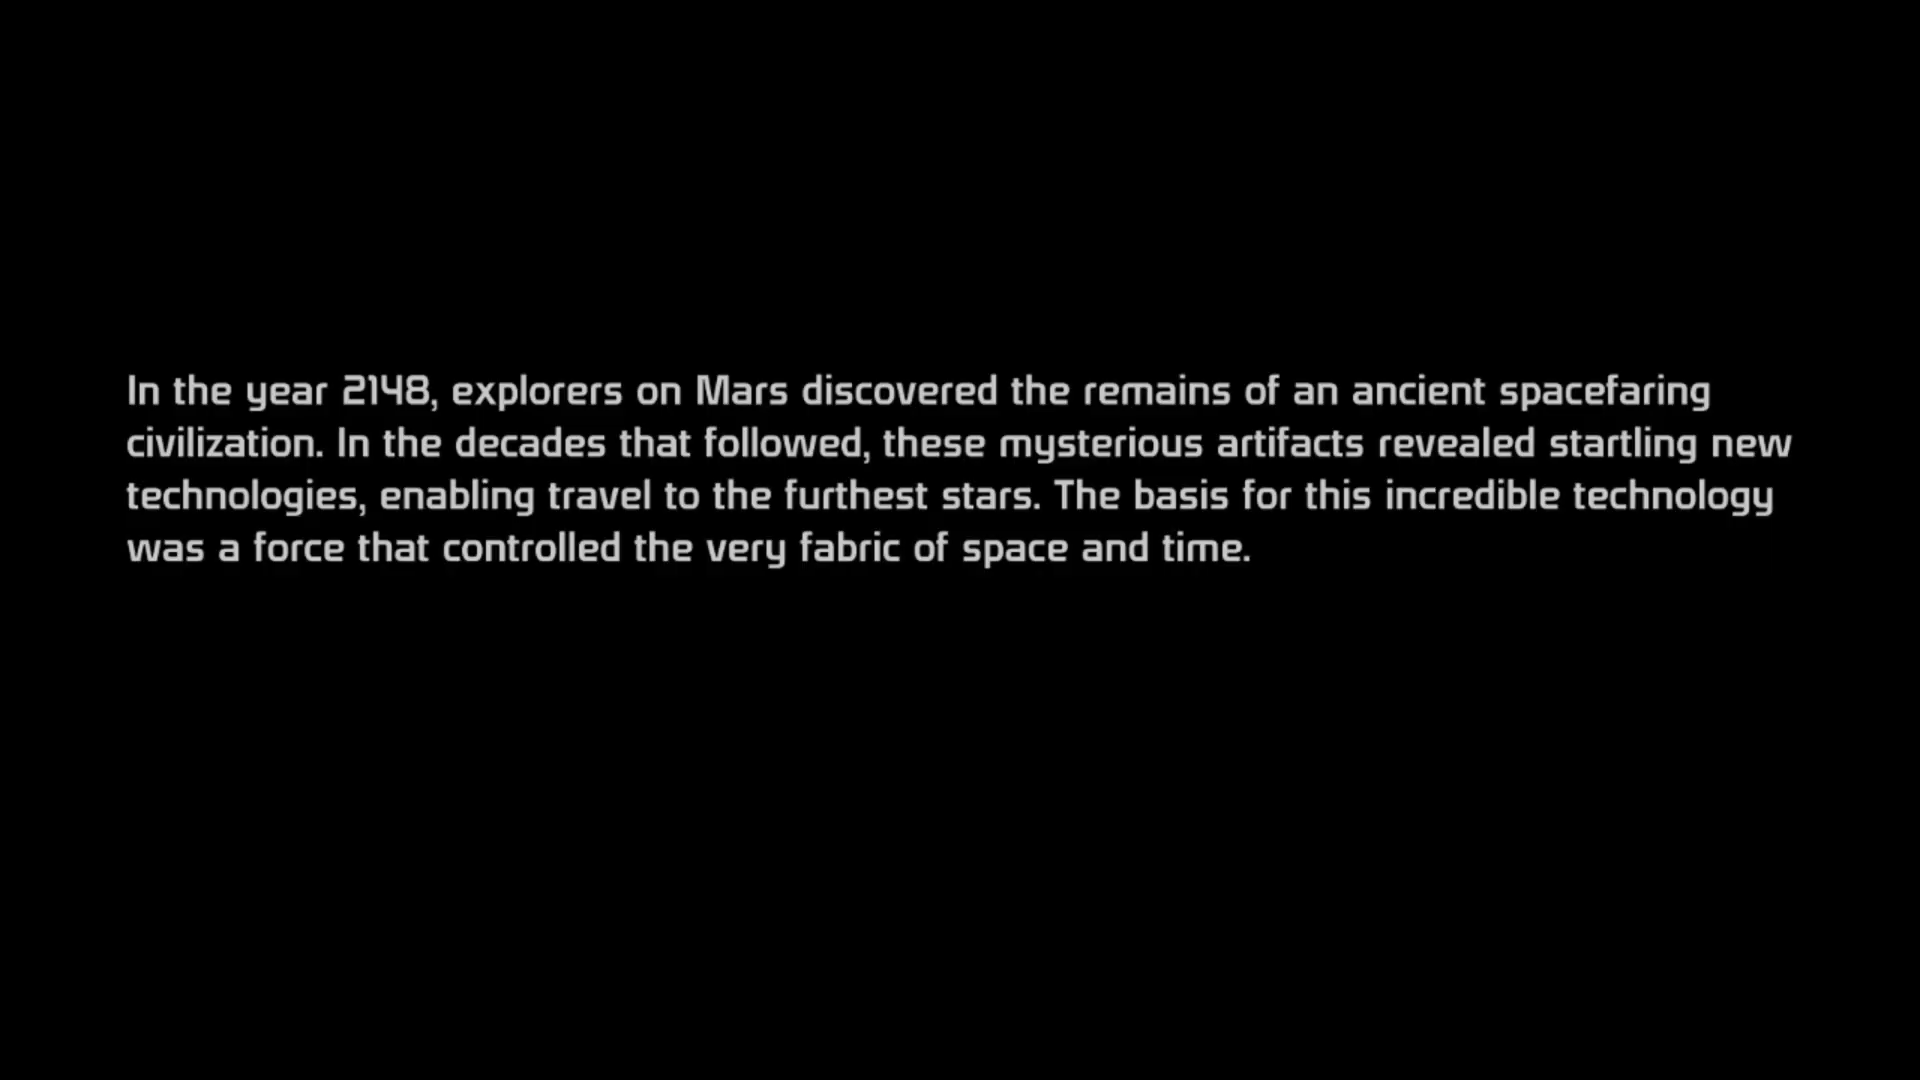 In the year 2148, explorers on Mars discovered the remains of an ancient spacefaring
civilization. In the decades that followed, these mysterious artifacts revealed startling new
technologies, enabling travel to the furthest stars. The basis for this incredible technology
was a force that controlled the very fabric of space and time.